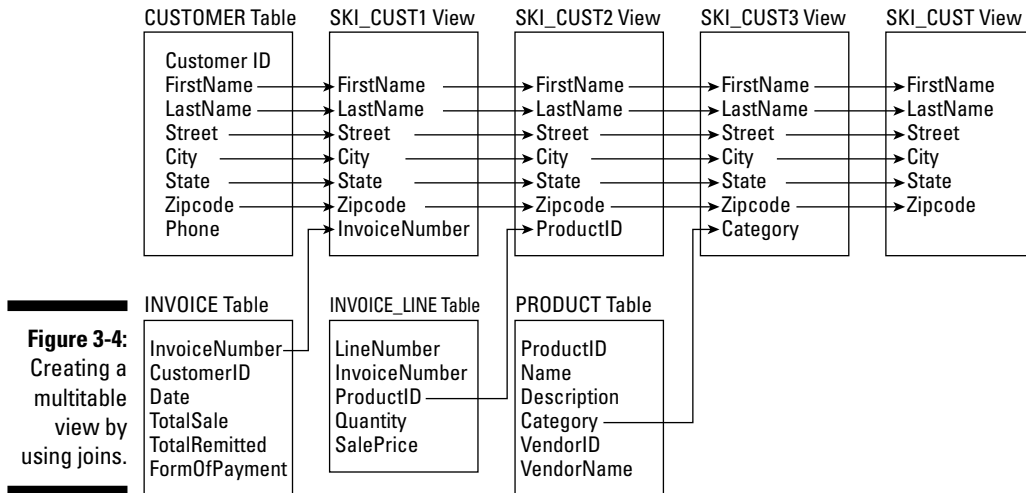 CUSTOMER Table
Customer ID
FirstName
LastName
Street
City
State
Zipcode
Phone
SKI_CUST1 View
FirstName
LastName
Street
City
State
Zipcode
InvoiceNumber
SKI_CUST2 View
FirstName
LastName
Street
City
State
Zipcode
ProductID
SKI_CUST3 View
FirstName
LastName
Street
City
State
Zipcode
Category
SKI_CUST View
FirstName
LastName
Street
City
State
Zipcode
INVOICE Table
InvoiceNumber
CustomerID
Date
TotalSale
TotalRemitted
FormOfPayment
INVOICE_LINE Table
LineNumber
InvoiceNumber
ProductID
Quantity
SalePrice
PRODUCT Table
ProductID
Name
Description
Category
VendorID
VendorName
Figure 3-4:
Creating a
multitable
view by
using joins.